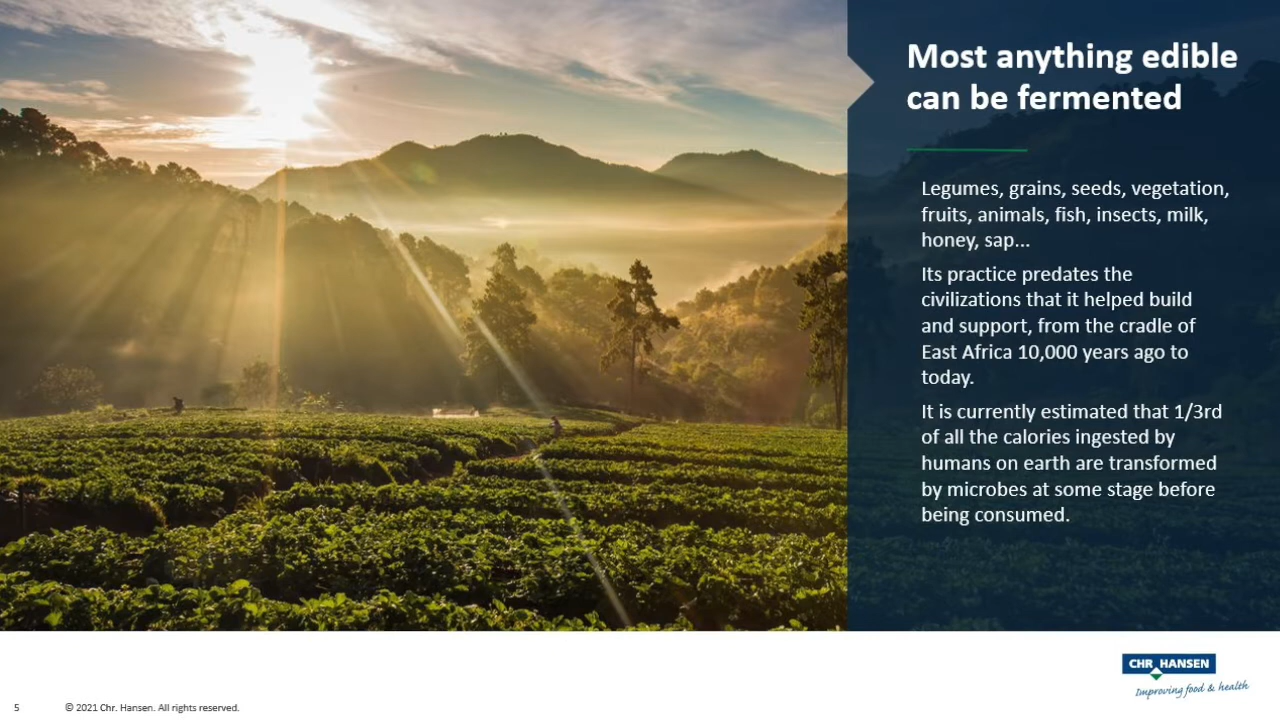 Most anything edible
can be fermented
Legumes, grains, seeds, vegetation,
fruits, animals, fish, insects, milk,
honey, sap...
Its practice predates the
civilizations that it helped build
and support, from the cradle of
East Africa 10,000 years ago to
today.
It is currently estimated that 1/3rd
of all the calories ingested by
humans on earth are transformed
by microbes at some stage before
being consumed.
CHR HANSEN
Improving food & health
5 © 2021 Chr. Hansen. All rights reserved.